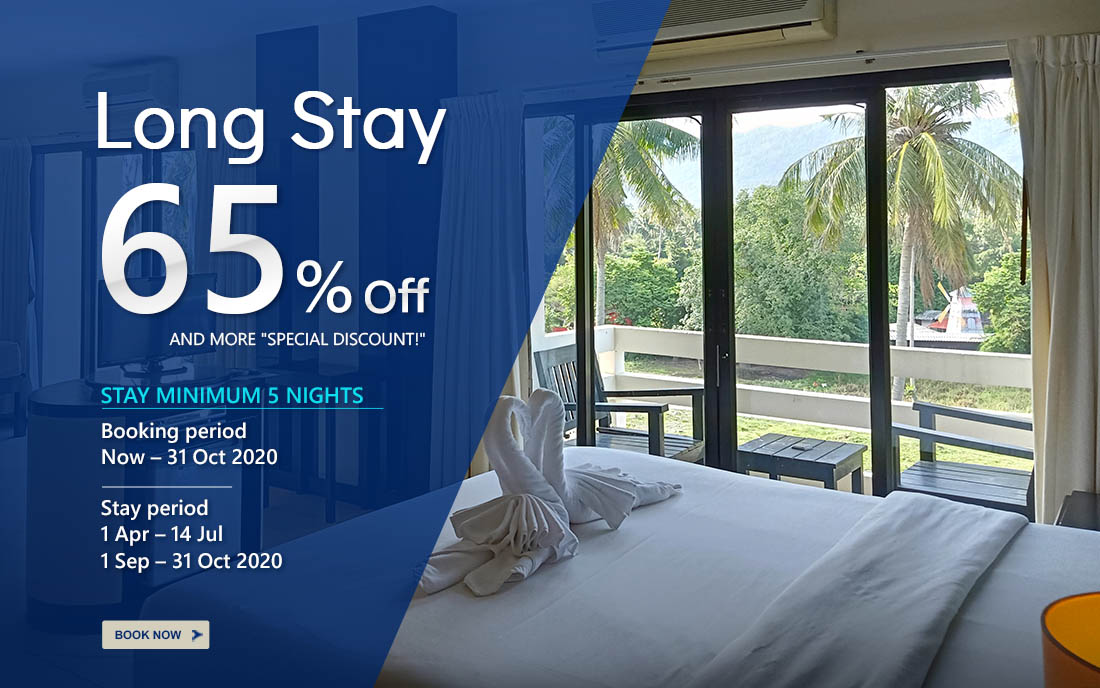 Long Stay
65% Off
AND MORE "SPECIAL DISCOUNT!"
STAY MINIMUM 5 NIGHTS
Booking period
Now – 31 Oct 2020
Stay period
1 Apr – 14 Jul
1 Sep – 31 Oct 2020
BOOK NOW